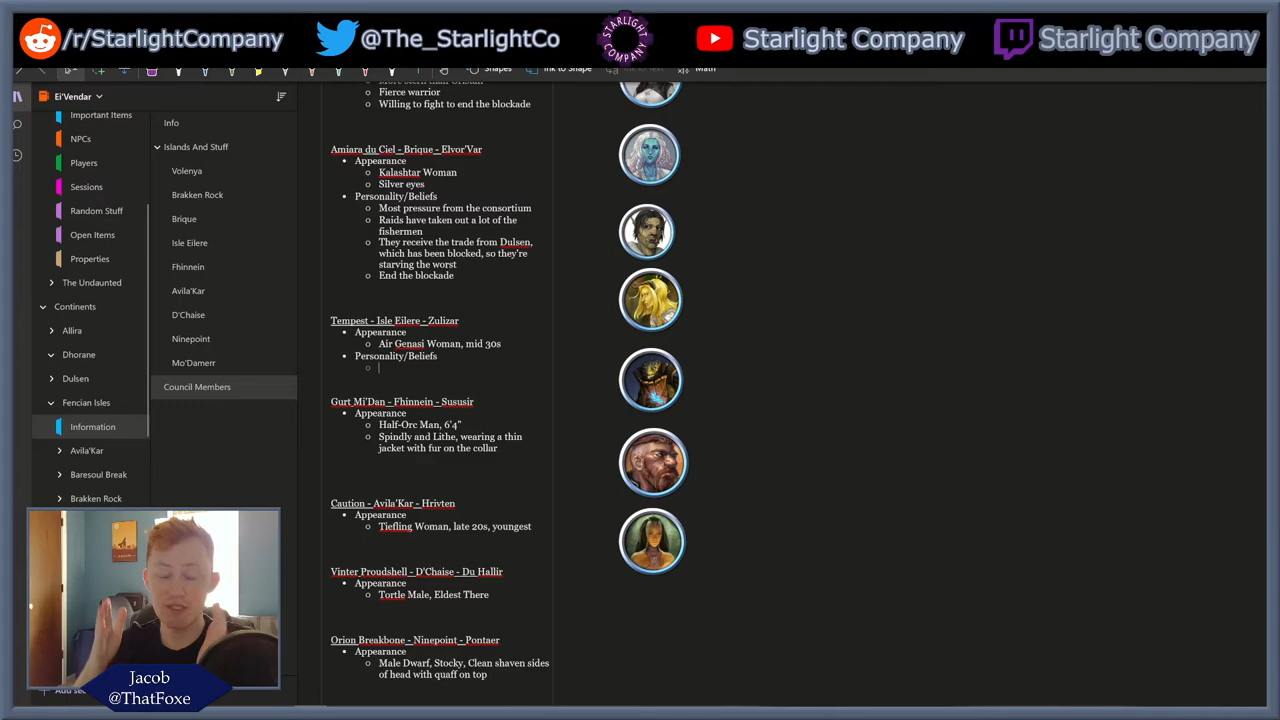 /r/StarlightCompany
@The_StarlightCo
STARLIGHT
COMPANY
Starlight Company
Starlight Company
Shapes
Ink to Shape
Math
Ei'Vendar
Important Items
NPCs
Players
Sessions
Random Stuff
Open Items
Properties
The Undaunted
Continents
Allira
Dhorane
Dulsen
Fencian Isles
Information
Avila'Kar
Baresoul Break
Brakken Rock
Info
Islands And Stuff
Volenya
Brakken Rock
Brique
Isle Eilere
Fhinnein
Avila'Kar
D'Chaise
Ninepoint
Mo'Damerr
Council Members
Fierce warrior
Willing to fight to end the blockade
Amiara du Ciel - Brique - Elvor'Var
Appearance
Kalashtar Woman
Silver eyes
Personality/Beliefs
Most pressure from the consortium
Raids have taken out a lot of the
fishermen
They receive the trade from Dulsen,
which has been blocked, so they're
starving the worst
End the blockade
Tempest - Isle Eilere - Zulizar
Appearance
Air Genasi Woman, mid 30s
Personality/Beliefs
Gurt Mi'Dan - Fhinnein - Sususir
Appearance
Half-Orc Man, 6'4"
Spindly and Lithe, wearing a thin
jacket with fur on the collar
Caution - Avila'Kar - Hrivten
Appearance
Tiefling Woman, late 20s, youngest
Vinter Proudshell - D'Chaise - Du Hallir
Appearance
Tortle Male, Eldest There
Orion Breakbone - Ninepoint - Pontaer
Appearance
Male Dwarf, Stocky, Clean shaven sides
of head with quaff on top
Jacob
@ThatFoxe